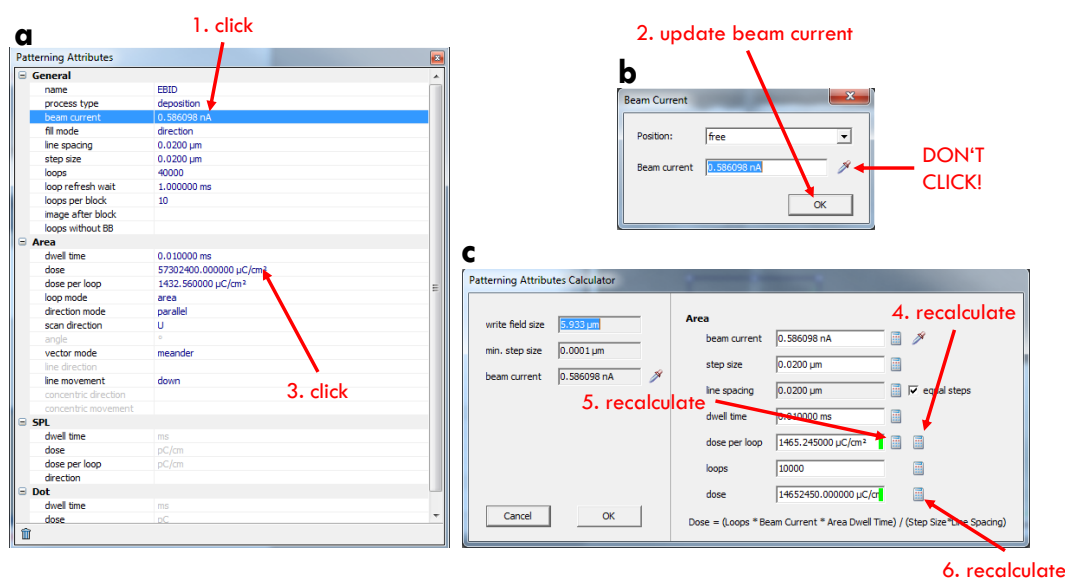 a
1. click
Patterning Attributes
General
name EBID
process type deposition
beam current 0.586098 nA
fill mode direction
line spacing 0.0200 µm
step size 0.0200 µm
loops 40000
loop refresh wait 1.000000 ms
loops per block 10
image after block
loops without BB
Area
dwell time 0.010000 ms
dose 57302400.000000 µC/cm²
dose per loop 1432.560000 µC/cm²
loop mode area
direction mode parallel
scan direction U
angle °
vector mode meander
line direction
line movement down
concentric direction
concentric movement
3. click
SPL
dwell time ms
dose pC/cm
dose per loop pC/cm
direction
Dot
dwell time ms
dose pC
2. update beam current
b
Beam Current
Position: free
Beam current 0.586098 nA
OK
DON'T
CLICK!
c
Patterning Attributes Calculator
write field size 5.933 µm
min. step size 0.0001 µm
beam current 0.586098 nA
Cancel OK
Area
4. recalculate
beam current 0.586098 nA
step size 0.0200 µm
line spacing 0.0200 µm equal steps
5. recalculate
dwell time 0.010000 ms
dose per loop 1465.245000 µC/cm²
loops 10000
dose 14652450.000000 µC/cr
Dose = (Loops * Beam Current * Area Dwell Time) / (Step Size*Line Spacing)
6. recalculate